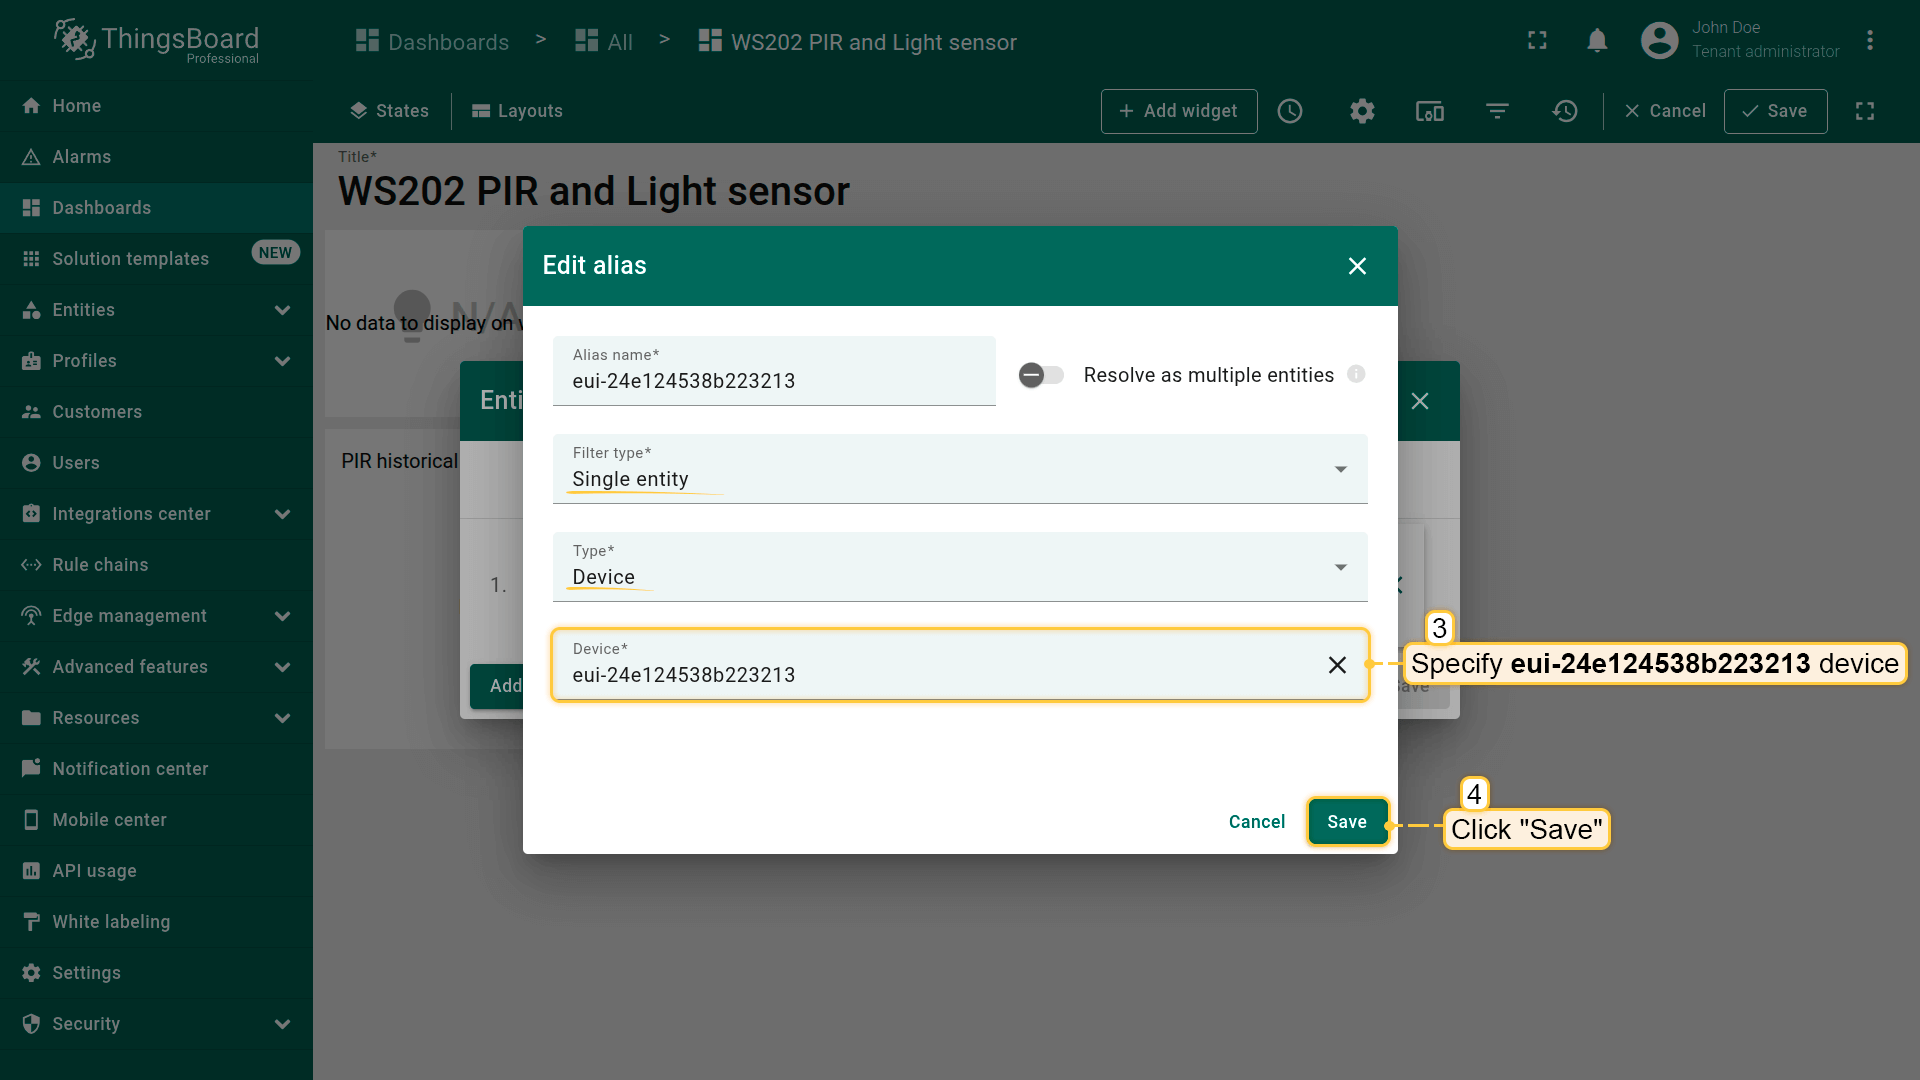 ThingsBoard
Professional
Dashboards > All > WS202 PIR and Light sensor
John Doe
Tenant administrator
States
Layouts
+ Add widget
Cancel
Save
Home
Alarms
Dashboards
Solution templates
NEW
Entities
Profiles
Customers
Users
Integrations center
Rule chains
Edge management
Advanced features
Resources
Notification center
Mobile center
API usage
White labeling
Settings
Security
Title*
WS202 PIR and Light sensor
N/A
No data to display on
PIR historical
Enti
1.
Add
Edit alias
Alias name*
eui-24e124538b223213
Resolve as multiple entities
Filter type*
Single entity
Type*
Device
Device*
eui-24e124538b223213
Cancel
Save
3
Specify eui-24e124538b223213 device
4
Click "Save"